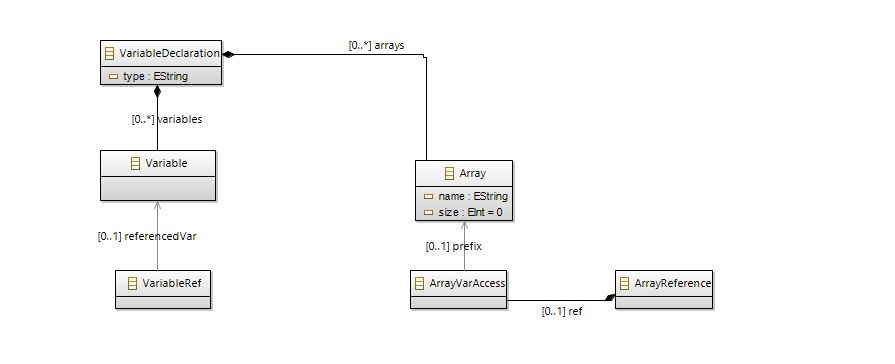 [0..*] arrays
VariableDeclaration
type : EString
[0..*] variables
Variable
Array
name : EString
size : EInt = 0
[0..1] referencedVar
[0..1] prefix
VariableRef
ArrayVarAccess
ArrayReference
[0..1] ref